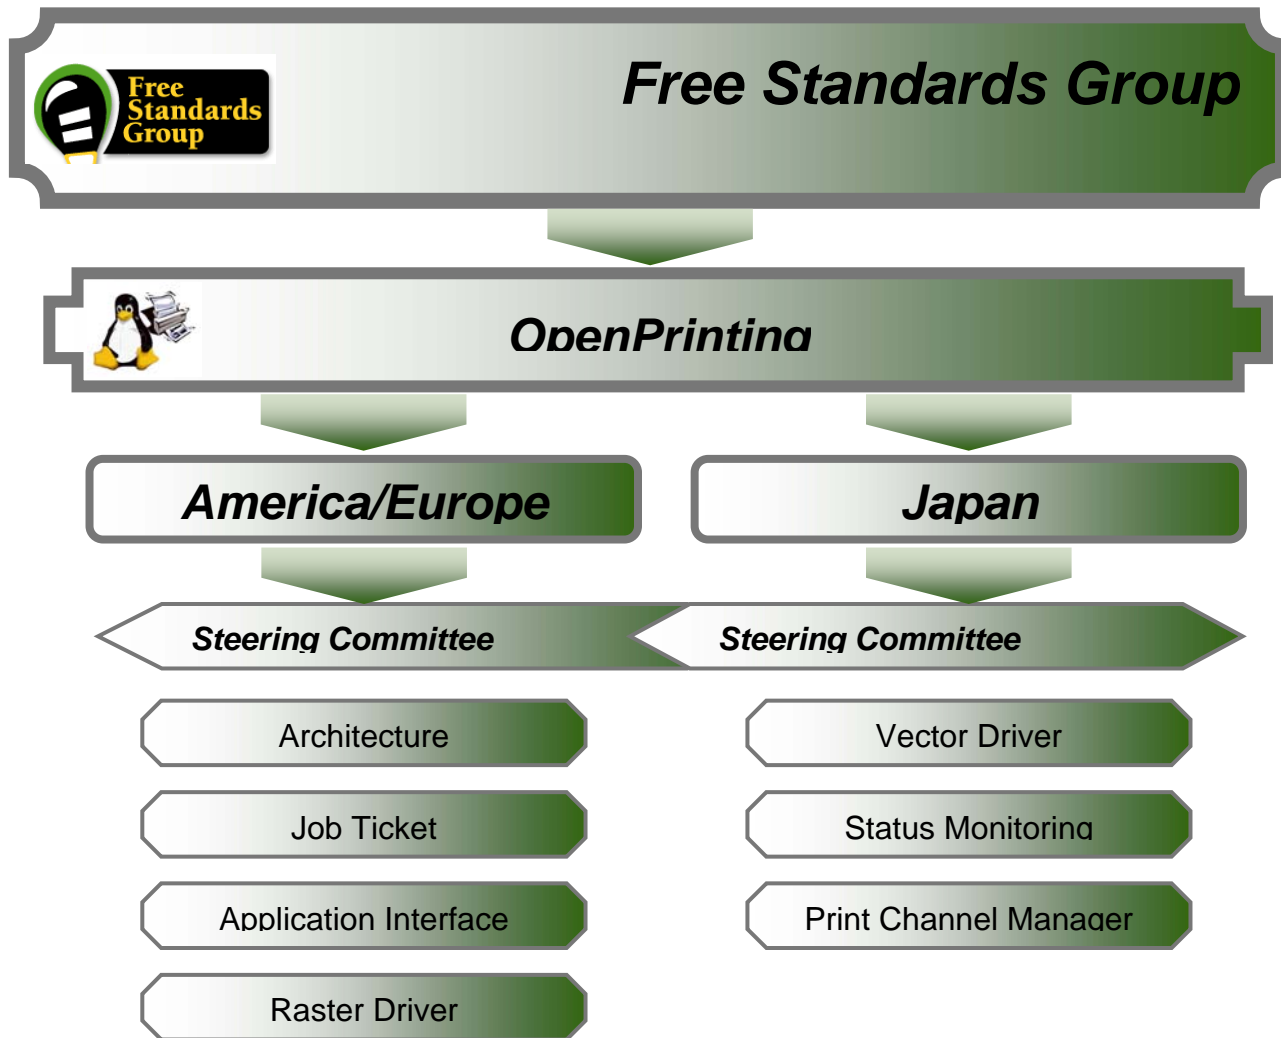 Free
Standards
Group
Free Standards Group
OpenPrinting
America/Europe
Japan
Steering Committee
Steering Committee
Architecture
Vector Driver
Job Ticket
Status Monitoring
Application Interface
Print Channel Manager
Raster Driver